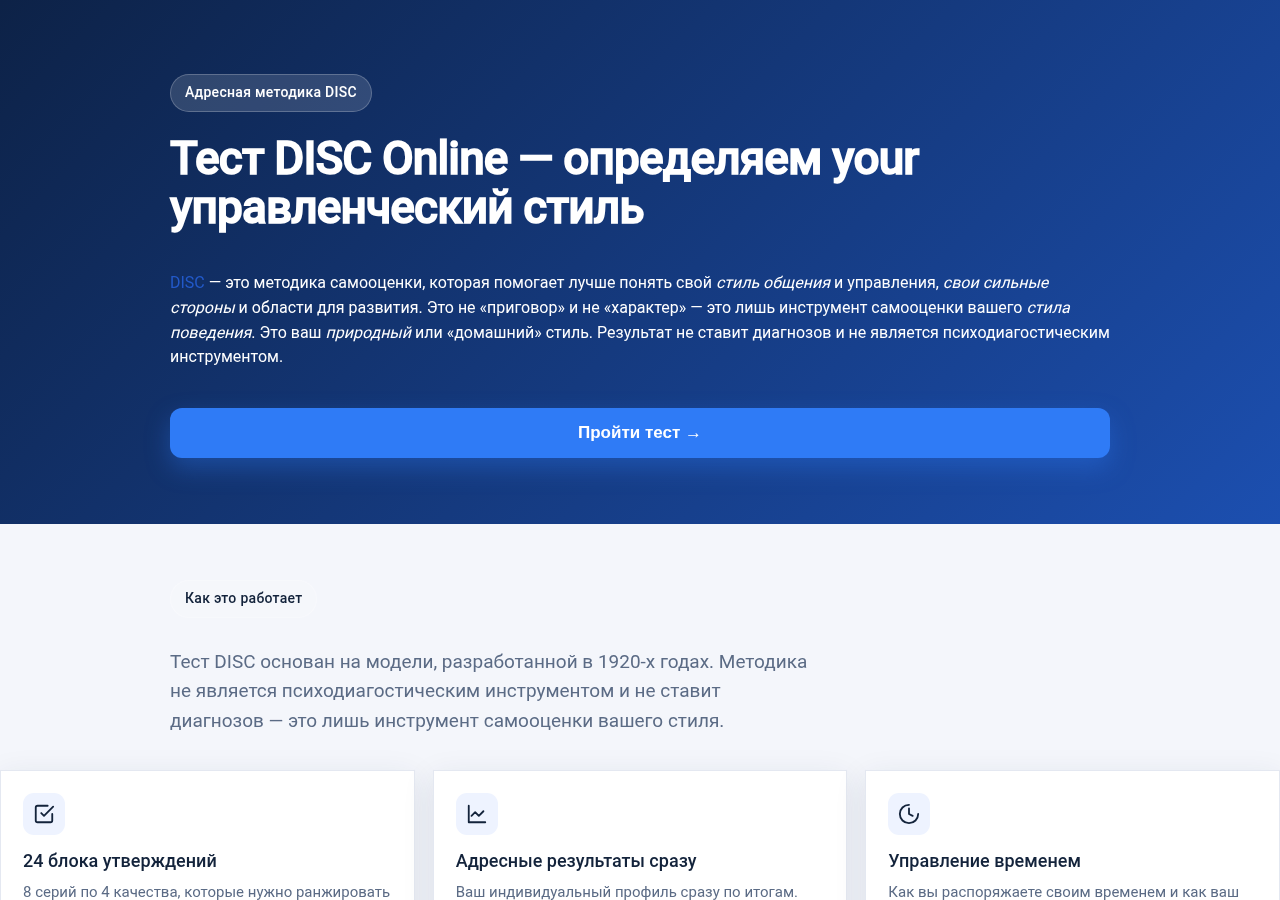 Адресная методика DISC
Тест DISC Online — определяем your
управленческий стиль
DISC — это методика самооценки, которая помогает лучше понять свой стиль общения и управления, свои сильные
стороны и области для развития. Это не «приговор» и не «характер» — это лишь инструмент самооценки вашего стила
поведения. Это ваш природный или «домашний» стиль. Результат не ставит диагнозов и не является психодиагостическим
инструментом.
Пройти тест →
Как это работает
Тест DISC основан на модели, разработанной в 1920-х годах. Методика
не является психодиагостическим инструментом и не ставит
диагнозов — это лишь инструмент самооценки вашего стиля.
24 блока утверждений
8 серий по 4 качества, которые нужно ранжировать
Адресные результаты сразу
Ваш индивидуальный профиль сразу по итогам.
Управление временем
Как вы распоряжаете своим временем и как ваш